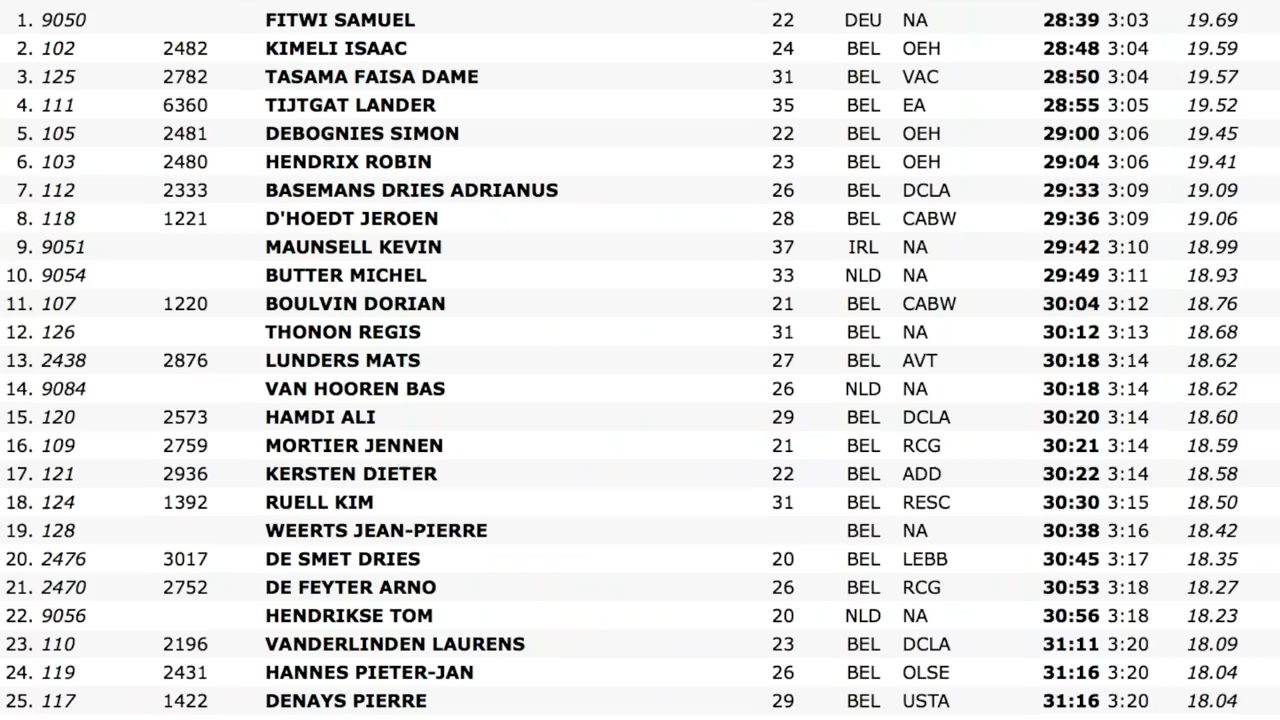 1. 9050 FITWI SAMUEL 22 DEU NA 28:39 3:03 19.69
2. 102 2482 KIMELI ISAAC 24 BEL OEH 28:48 3:04 19.59
3. 125 2782 TASAMA FAISA DAME 31 BEL VAC 28:50 3:04 19.57
4. 111 6360 TIJTGAT LANDER 35 BEL EA 28:55 3:05 19.52
5. 105 2481 DEBOGNIES SIMON 22 BEL OEH 29:00 3:06 19.45
6. 103 2480 HENDRIX ROBIN 23 BEL OEH 29:04 3:06 19.41
7. 112 2333 BASEMANS DRIES ADRIANUS 26 BEL DCLA 29:33 3:09 19.09
8. 118 1221 D'HOEDT JEROEN 28 BEL CABW 29:36 3:09 19.06
9. 9051 MAUNSELL KEVIN 37 IRL NA 29:42 3:10 18.99
10. 9054 BUTTER MICHEL 33 NLD NA 29:49 3:11 18.93
11. 107 1220 BOULVIN DORIAN 21 BEL CABW 30:04 3:12 18.76
12. 126 THONON REGIS 31 BEL NA 30:12 3:13 18.68
13. 2438 2876 LUNDERS MATS 27 BEL AVT 30:18 3:14 18.62
14. 9084 VAN HOOREN BAS 26 NLD NA 30:18 3:14 18.62
15. 120 2573 HAMDI ALI 29 BEL DCLA 30:20 3:14 18.60
16. 109 2759 MORTIER JENNEN 21 BEL RCG 30:21 3:14 18.59
17. 121 2936 KERSTEN DIETER 22 BEL ADD 30:22 3:14 18.58
18. 124 1392 RUELL KIM 31 BEL RESC 30:30 3:15 18.50
19. 128 WEERTS JEAN-PIERRE BEL NA 30:38 3:16 18.42
20. 2476 3017 DE SMET DRIES 20 BEL LEBB 30:45 3:17 18.35
21. 2470 2752 DE FEYTER ARNO 26 BEL RCG 30:53 3:18 18.27
22. 9056 HENDRIKSE TOM 20 NLD NA 30:56 3:18 18.23
23. 110 2196 VANDERLINDEN LAURENS 23 BEL DCLA 31:11 3:20 18.09
24. 119 2431 HANNES PIETER-JAN 26 BEL OLSE 31:16 3:20 18.04
25. 117 1422 DENAYS PIERRE 29 BEL USTA 31:16 3:20 18.04